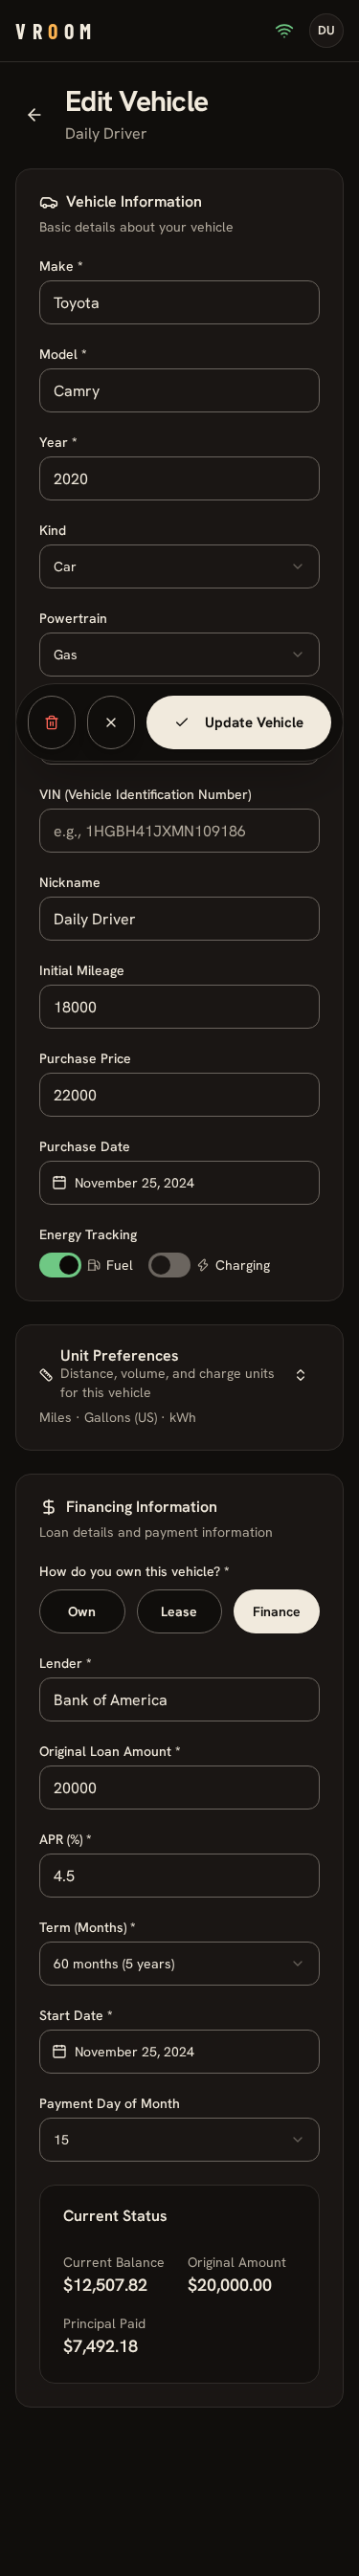 VROOM
DU
Edit Vehicle
Daily Driver
Vehicle Information
Basic details about your vehicle
Make *
Toyota
Model *
Camry
Year *
2020
Kind
Car
Powertrain
Gas
Update Vehicle
VIN (Vehicle Identification Number)
e.g., 1HGBH41JXMN109186
Nickname
Daily Driver
Initial Mileage
18000
Purchase Price
22000
Purchase Date
November 25, 2024
Energy Tracking
Fuel
Charging
Unit Preferences
Distance, volume, and charge units
for this vehicle
Miles · Gallons (US) · kWh
Financing Information
Loan details and payment information
How do you own this vehicle? *
Own
Lease
Finance
Lender *
Bank of America
Original Loan Amount *
20000
APR (%) *
4.5
Term (Months) *
60 months (5 years)
Start Date *
November 25, 2024
Payment Day of Month
15
Current Status
Current Balance
Original Amount
$12,507.82
$20,000.00
Principal Paid
$7,492.18